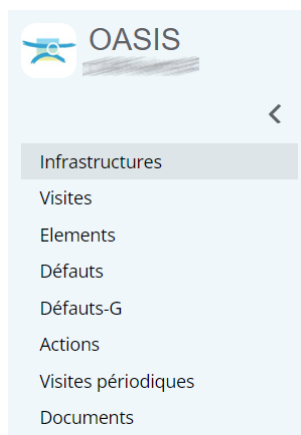 OASIS
Infrastructures
Visites
Elements
Défauts
Défauts-G
Actions
Visites périodiques
Documents